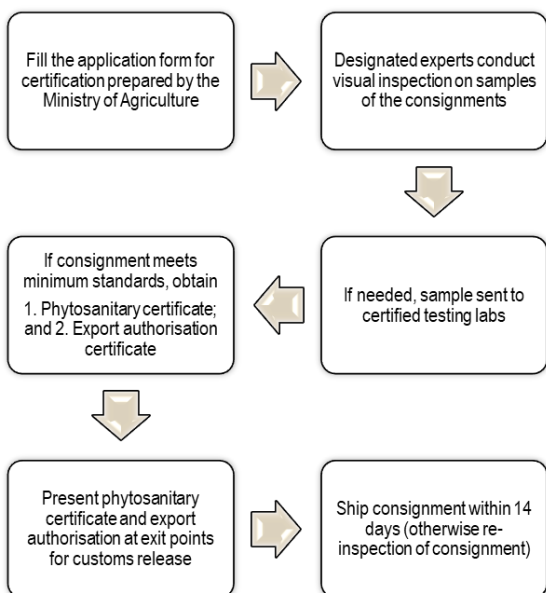 Fill the application form for
certification prepared by the
Ministry of Agriculture
Designated experts conduct
visual inspection on samples
of the consignments
If needed, sample sent to
certified testing labs
If consignment meets
minimum standards, obtain
1. Phytosanitary certificate;
and 2. Export authorisation
certificate
Present phytosanitary
certificate and export
authorisation at exit points
for customs release
Ship consignment within 14
days (otherwise re-
inspection of consignment)